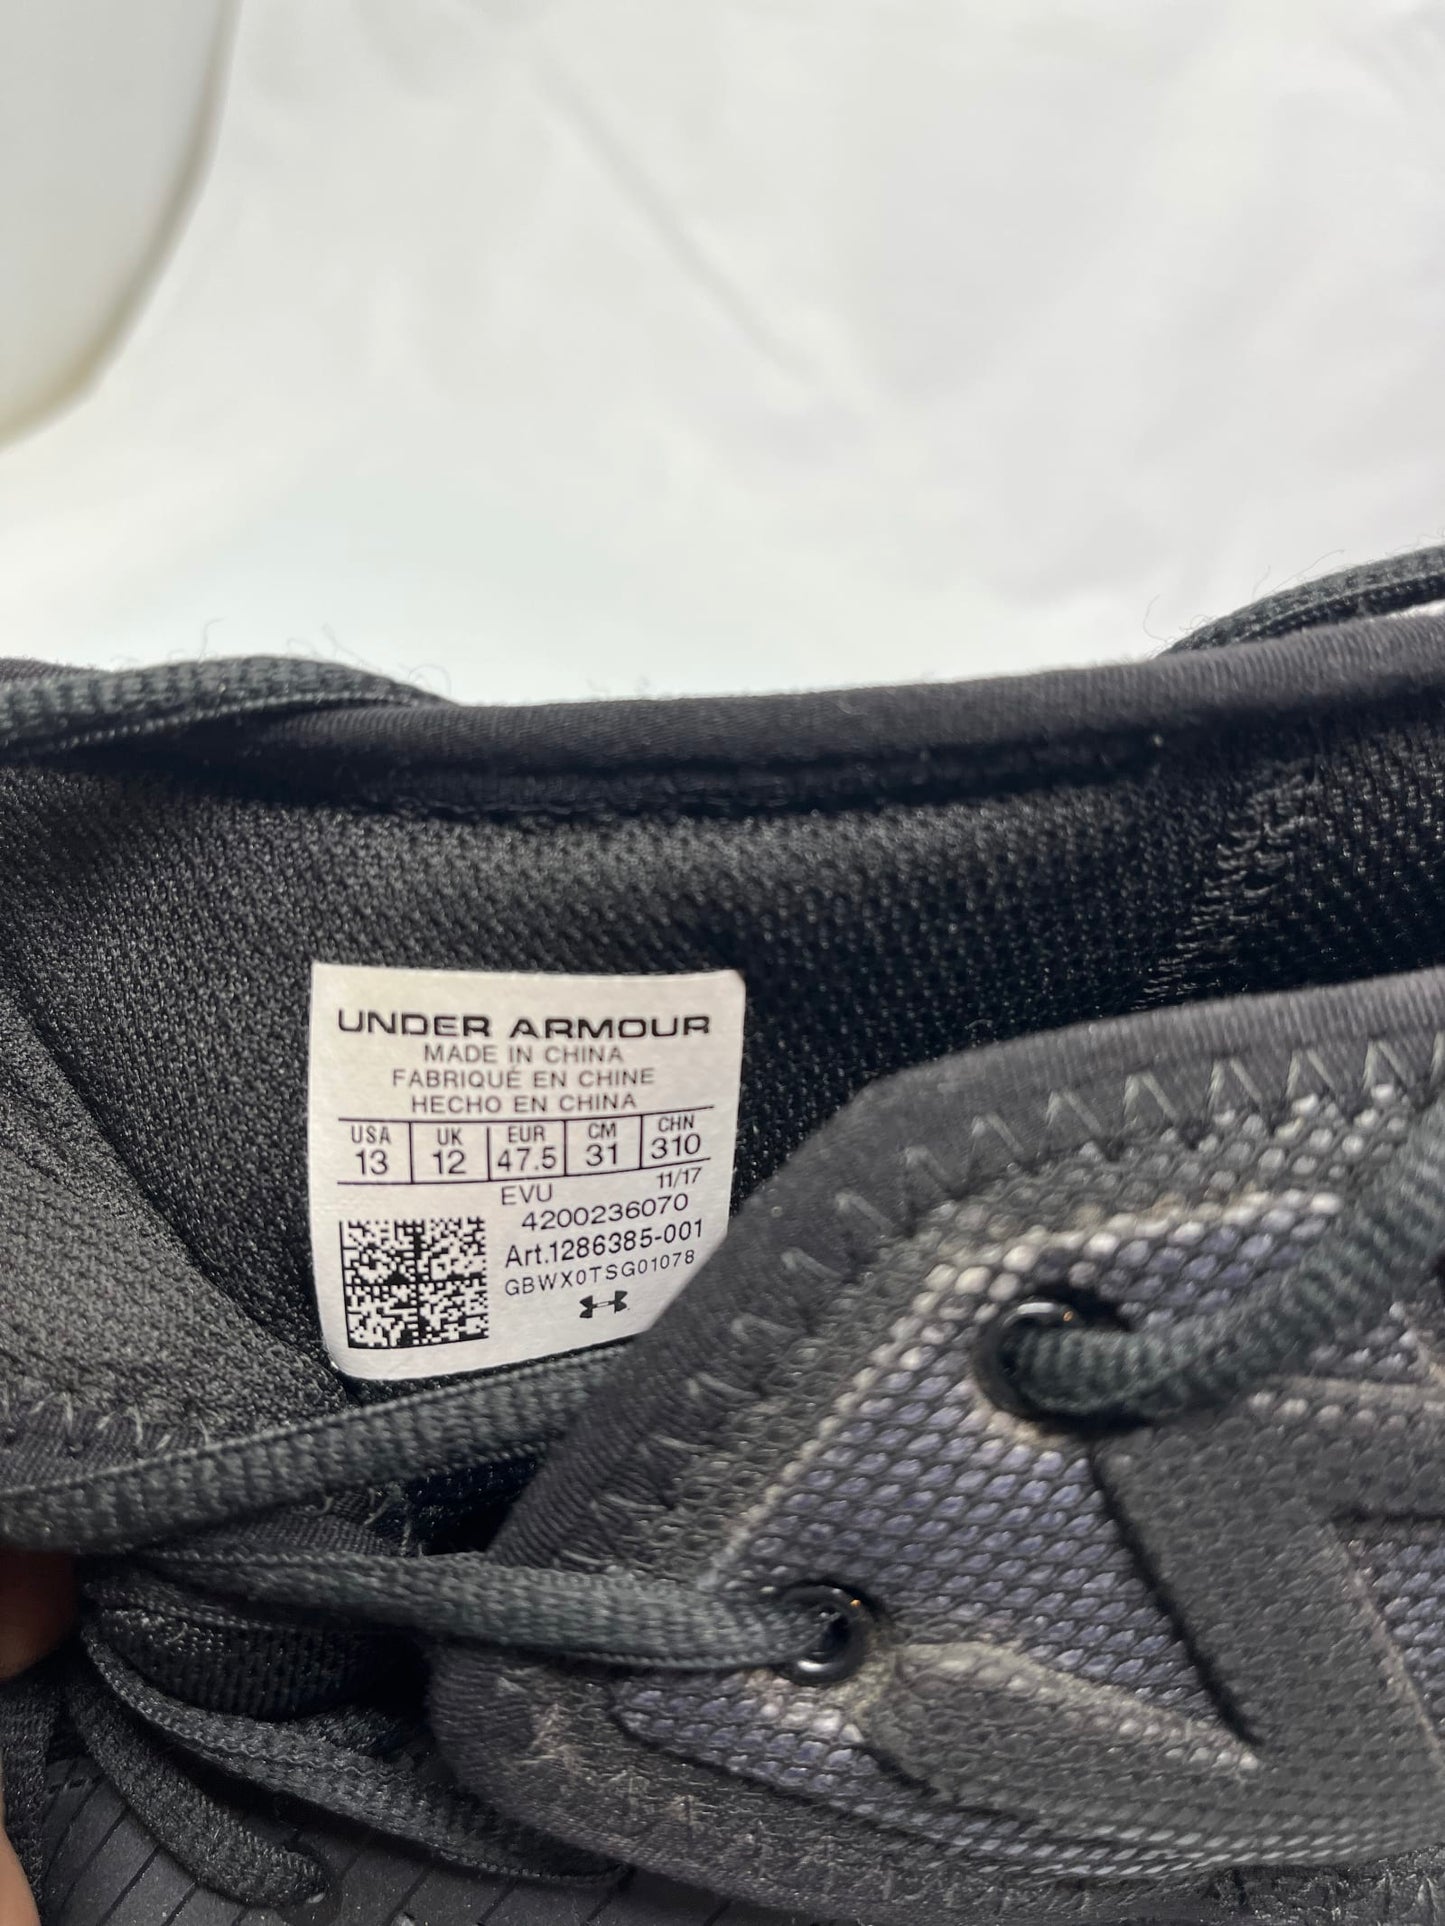 UNDER ARMOUR
MADE IN CHINA
FABRIQUÉ EN CHINE
HECHO EN CHINA
USA UK EUR CM CHN
13 12 47.5 31 310
EVU 11/17
4200236070
Art.1286385-001
GBWX0TSG01078